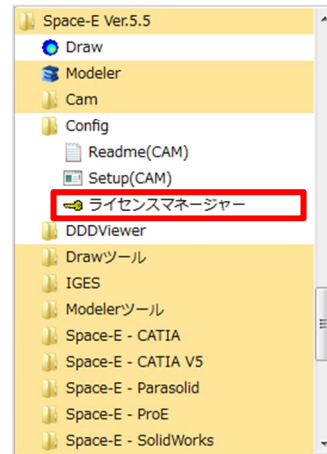 Space-E Ver.5.5
Draw
Modeler
Cam
Config
Readme(CAM)
Setup(CAM)
ライセンスマネージャー
DDDViewer
Drawツール
IGES
Modelerツール
Space-E - CATIA
Space-E - CATIA V5
Space-E - Parasolid
Space-E - ProE
Space-E - SolidWorks